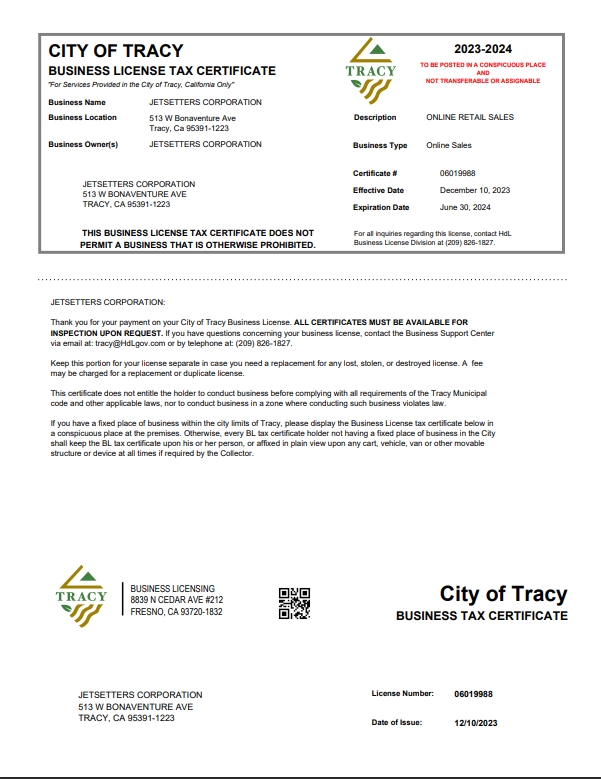 CITY OF TRACY
BUSINESS LICENSE TAX CERTIFICATE
"For Services Provided in the City of Tracy, California Only"
TRACY
2023-2024
TO BE POSTED IN A CONSPICUOUS PLACE
AND
NOT TRANSFERABLE OR ASSIGNABLE
Business Name JETSETTERS CORPORATION
Business Location 513 W Bonaventure Ave
Tracy, Ca 95391-1223
Business Owner(s) JETSETTERS CORPORATION
Description ONLINE RETAIL SALES
Business Type Online Sales
Certificate # 06019988
Effective Date December 10, 2023
Expiration Date June 30, 2024
JETSETTERS CORPORATION
513 W BONAVENTURE AVE
TRACY, CA 95391-1223
THIS BUSINESS LICENSE TAX CERTIFICATE DOES NOT
PERMIT A BUSINESS THAT IS OTHERWISE PROHIBITED.
For all inquiries regarding this license, contact HdL
Business License Division at (209) 826-1827.
JETSETTERS CORPORATION:
Thank you for your payment on your City of Tracy Business License. ALL CERTIFICATES MUST BE AVAILABLE FOR
INSPECTION UPON REQUEST. If you have questions concerning your business license, contact the Business Support Center
via email at: tracy@HdLgov.com or by telephone at: (209) 826-1827.
Keep this portion for your license separate in case you need a replacement for any lost, stolen, or destroyed license. A fee
may be charged for a replacement or duplicate license.
This certificate does not entitle the holder to conduct business before complying with all requirements of the Tracy Municipal
code and other applicable laws, nor to conduct business in a zone where conducting such business violates law.
If you have a fixed place of business within the city limits of Tracy, please display the Business License tax certificate below in
a conspicuous place at the premises. Otherwise, every BL tax certificate holder not having a fixed place of business in the City
shall keep the BL tax certificate upon his or her person, or affixed in plain view upon any cart, vehicle, van or other movable
structure or device at all times if required by the Collector.
TRACY
BUSINESS LICENSING
8839 N CEDAR AVE #212
FRESNO, CA 93720-1832
City of Tracy
BUSINESS TAX CERTIFICATE
JETSETTERS CORPORATION
513 W BONAVENTURE AVE
TRACY, CA 95391-1223
License Number: 06019988
Date of Issue: 12/10/2023